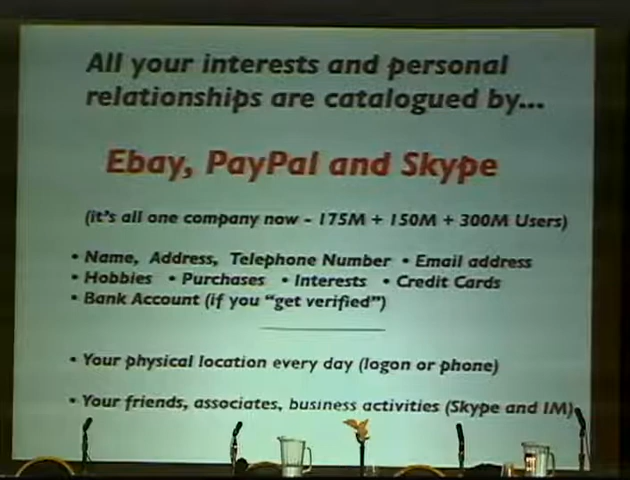 All your interests and personal
relationships are catalogued by...
Ebay, PayPal and Skype
(it's all one company now - 175M + 150M + 300M Users)
• Name, Address, Telephone Number • Email address
• Hobbies • Purchases • Interests • Credit Cards
• Bank Account (if you "get verified")
• Your physical location every day (logon or phone)
• Your friends, associates, business activities (Skype and IM)